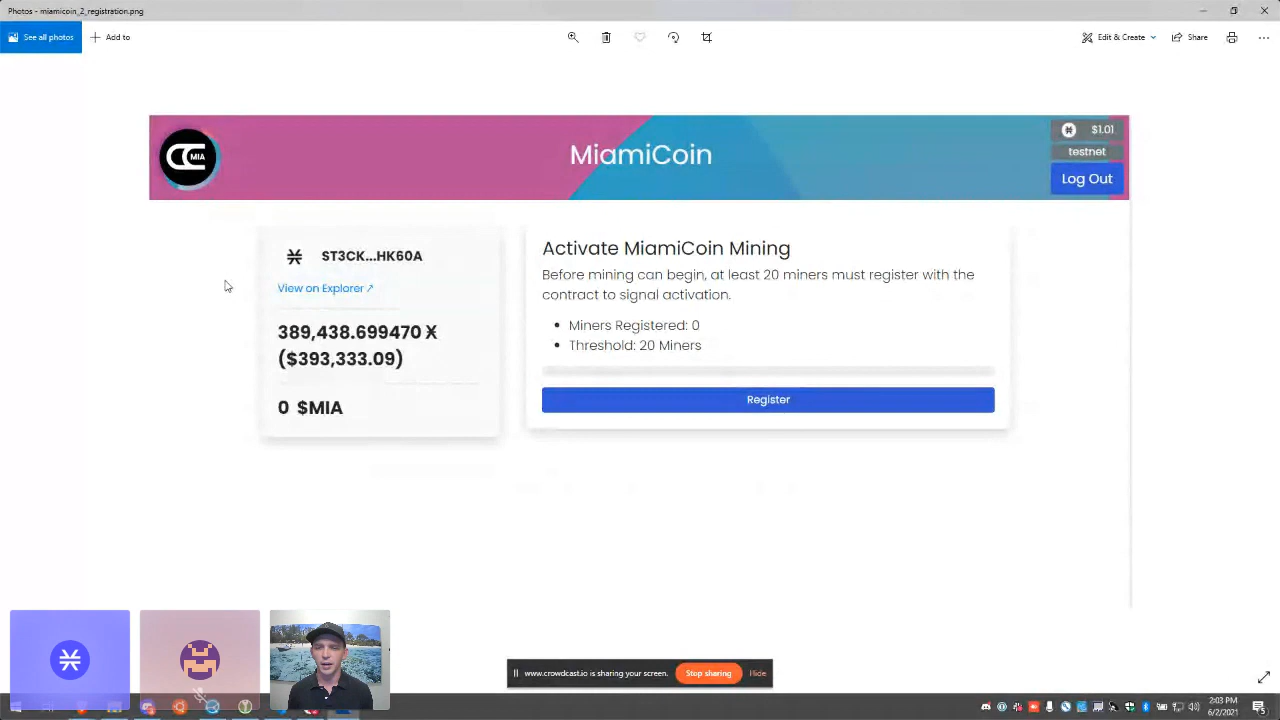 Photos - miamicoin_2_registration.png
See all photos
Add to
Edit & Create
Share
MIA
MiamiCoin
$1.01
testnet
Log Out
ST3CK...HK60A
View on Explorer↗
389,438.699470 Ӿ
($393,333.09)
0 $MIA
Activate MiamiCoin Mining
Before mining can begin, at least 20 miners must register with the
contract to signal activation.
• Miners Registered: 0
• Threshold: 20 Miners
Register
www.crowdcast.io is sharing your screen.
Stop sharing
Hide
2:03 PM
6/2/2021